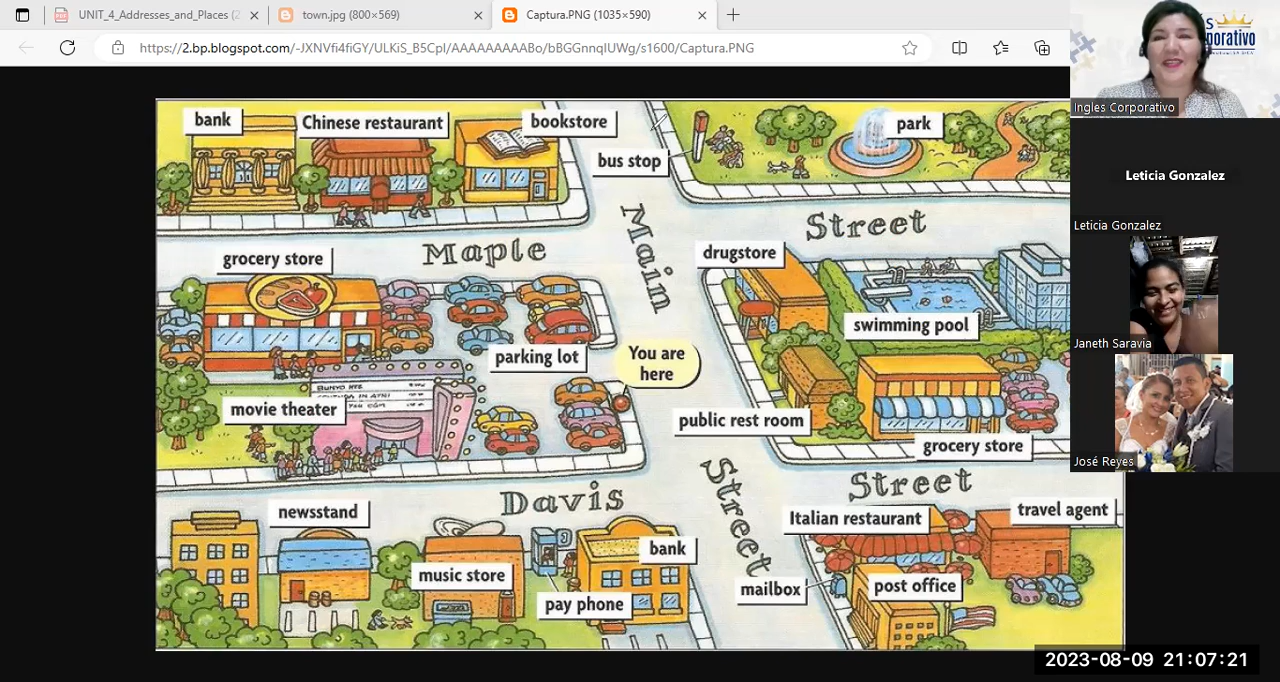 UNIT_4_Addresses_and_Places (2
town.jpg (800×569)
Captura.PNG (1035×590)
https://2.bp.blogspot.com/-JXNVfi4fiGY/ULKiS_B5CpI/AAAAAAAAABo/bBGGnnqIUWg/s1600/Captura.PNG
Ingles Corporativo
Leticia Gonzalez
Leticia Gonzalez
Janeth Saravia
José Reyes
bank
Chinese restaurant
bookstore
park
bus stop
Main
Street
Maple
Street
grocery store
drugstore
swimming pool
parking lot
You are
here
movie theater
public rest room
grocery store
Davis
Street
newsstand
Italian restaurant
travel agent
music store
bank
pay phone
mailbox
post office
2023-08-09 21:07:21